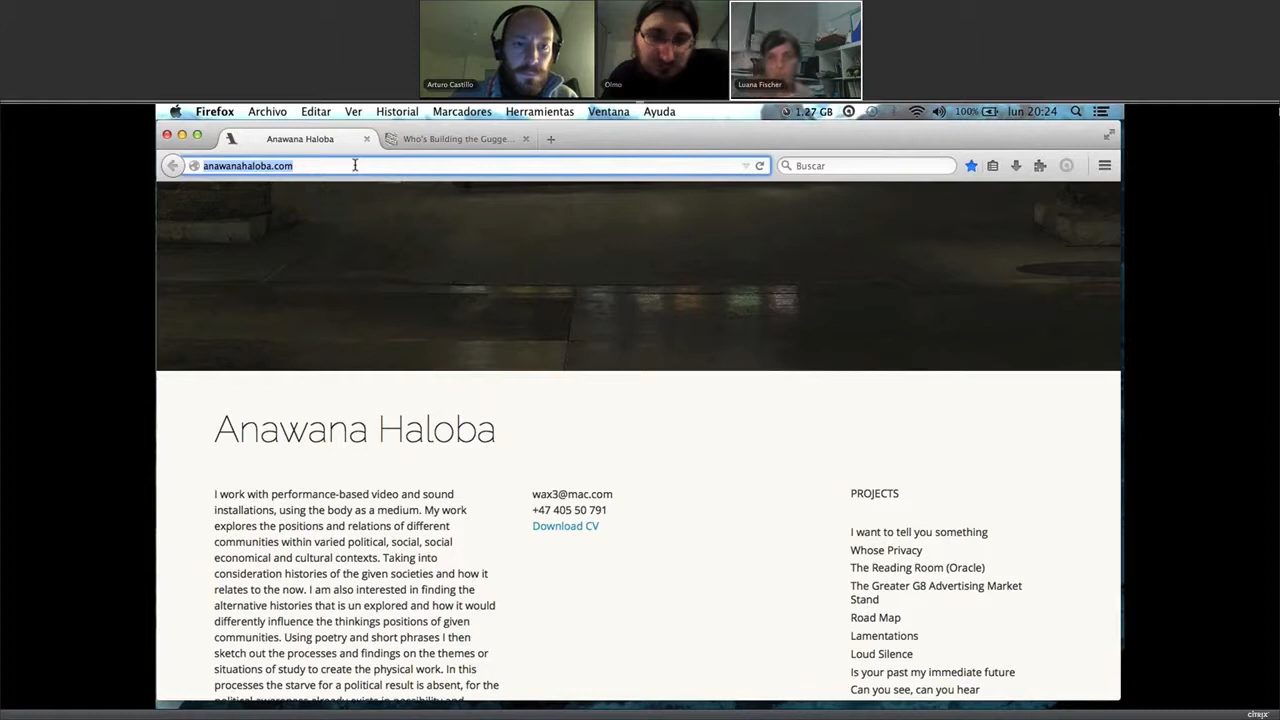 Arturo Castillo
Olmo
Luana Fischer
Firefox Archivo Editar Ver Historial Marcadores Herramientas Ventana Ayuda 1.27 GB 100% lun 20:24
Anawana Haloba
Who's Building the Gugge...
anawanahaloba.com
Buscar
Anawana Haloba
I work with performance-based video and sound
installations, using the body as a medium. My work
explores the positions and relations of different
communities within varied political, social, social
economical and cultural contexts. Taking into
consideration histories of the given societies and how it
relates to the now. I am also interested in finding the
alternative histories that is un explored and how it would
differently influence the thinkings positions of given
communities. Using poetry and short phrases I then
sketch out the processes and findings on the themes or
situations of study to create the physical work. In this
processes the starve for a political result is absent, for the
political awareness already exists in possibility and
wax3@mac.com
+47 405 50 791
Download CV
PROJECTS
I want to tell you something
Whose Privacy
The Reading Room (Oracle)
The Greater G8 Advertising Market
Stand
Road Map
Lamentations
Loud Silence
Is your past my immediate future
Can you see, can you hear
CITRIX